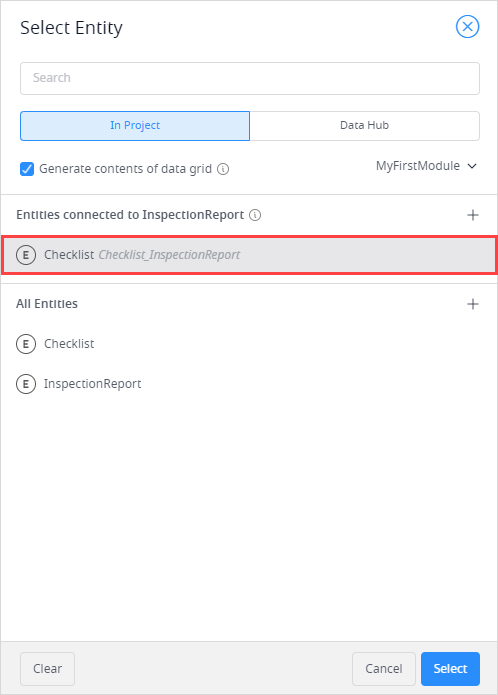 Select Entity
Search
In Project
Data Hub
Generate contents of data grid
MyFirstModule
Entities connected to InspectionReport
E Checklist Checklist_InspectionReport
All Entities
E Checklist
E InspectionReport
Clear
Cancel
Select